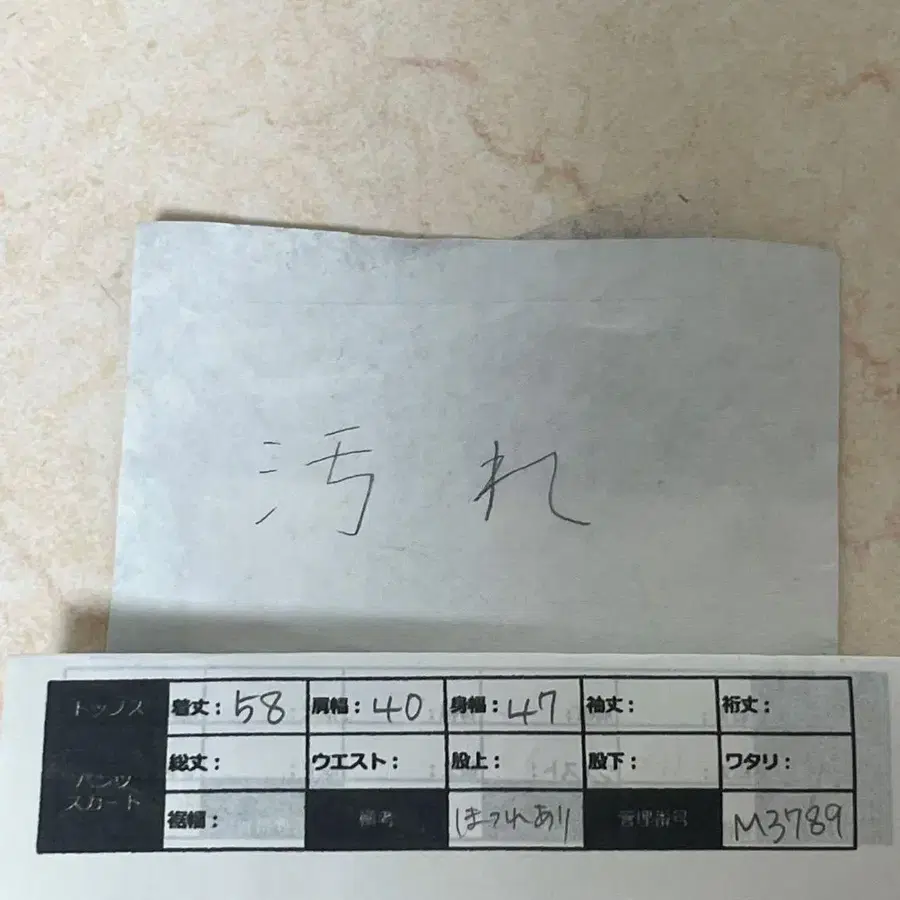 汚れ
トップス 着丈：58 肩幅：40 身幅：47 袖丈： 裄丈：
パンツ 総丈： ウエスト： 股上： 股下： ワタリ：
スカート
裾幅： 備考 ほつれあり 管理番号 M3789